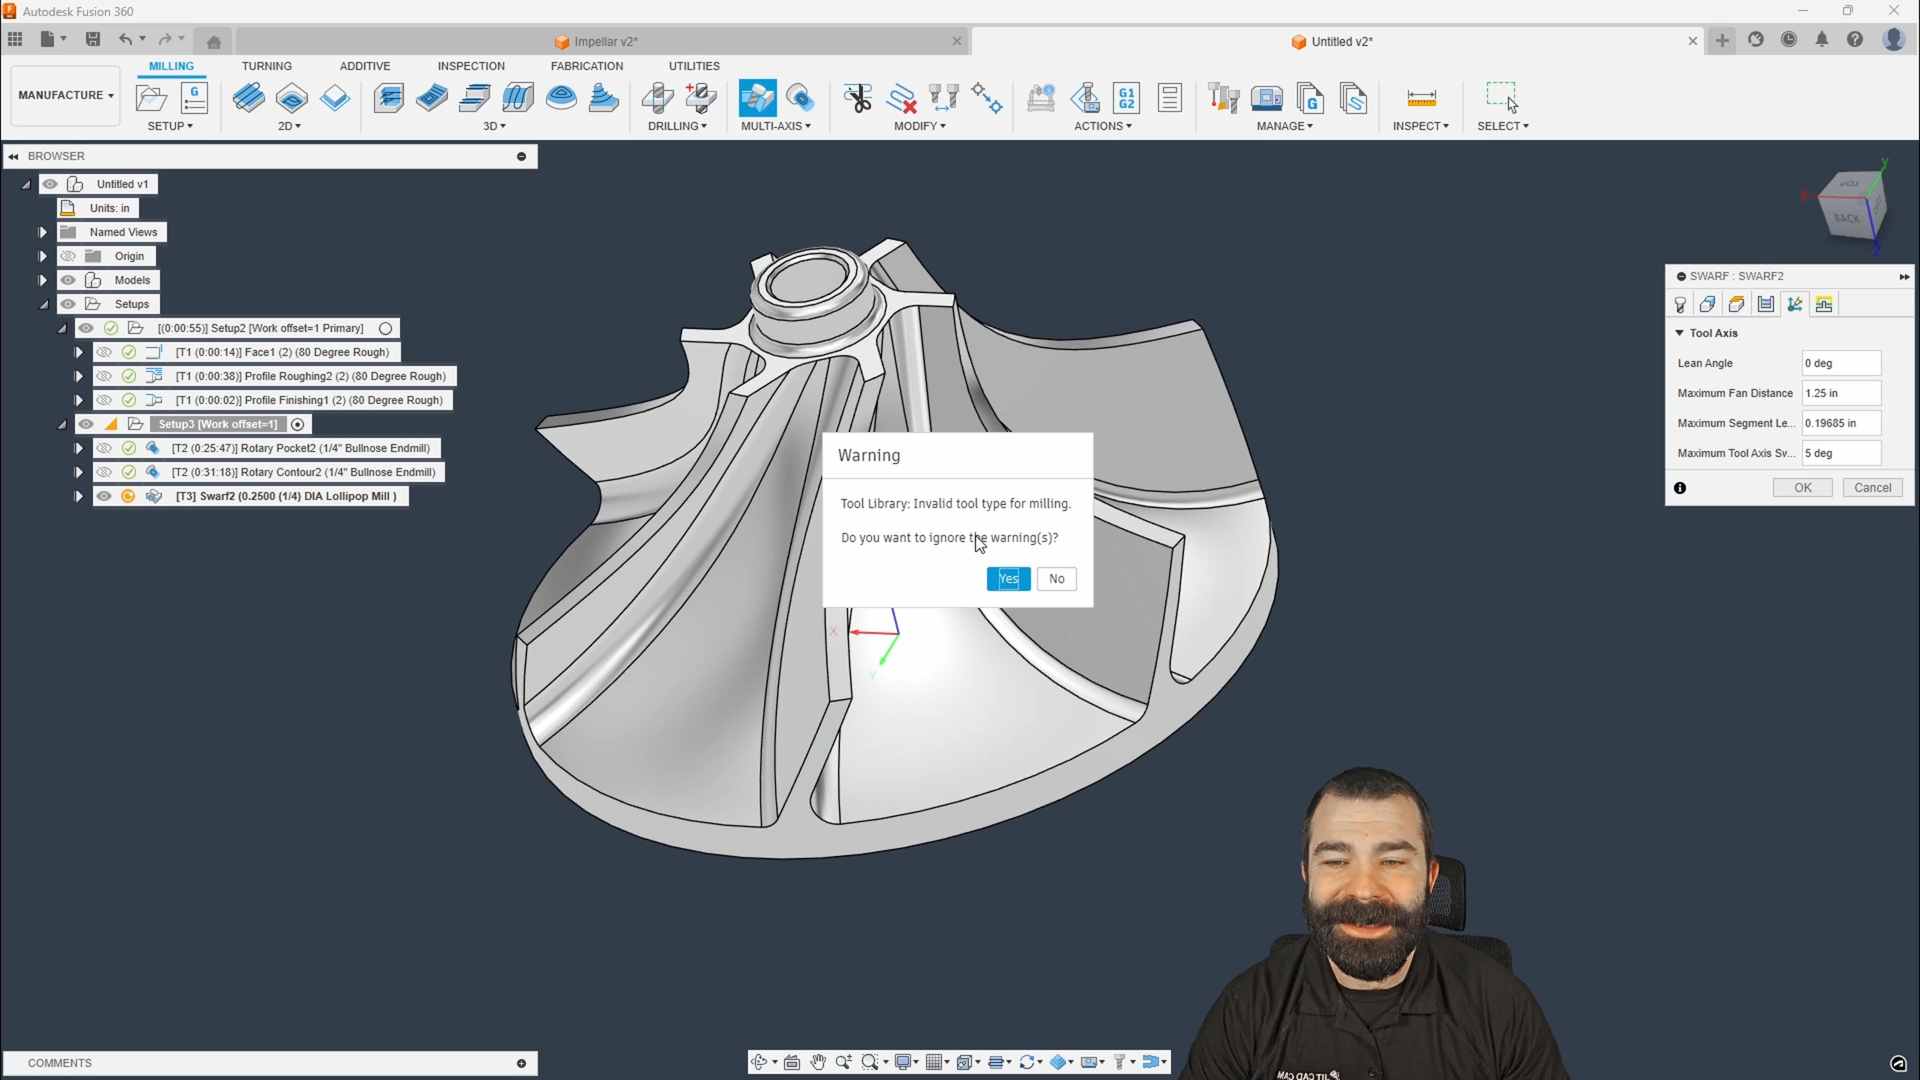 Autodesk Fusion 360
Impellar v2*
Untitled v2*
MILLING TURNING ADDITIVE INSPECTION FABRICATION UTILITIES
MANUFACTURE
SETUP 2D 3D DRILLING MULTI-AXIS MODIFY ACTIONS MANAGE INSPECT SELECT
G
G1
G2
G
BROWSER
Untitled v1
Units: in
Named Views
Origin
Models
Setups
[(0:00:55)] Setup2 [Work offset=1 Primary]
[T1 (0:00:14)] Face1 (2) (80 Degree Rough)
[T1 (0:00:38)] Profile Roughing2 (2) (80 Degree Rough)
[T1 (0:00:02)] Profile Finishing1 (2) (80 Degree Rough)
Setup3 [Work offset=1]
[T2 (0:25:47)] Rotary Pocket2 (1/4" Bullnose Endmill)
[T2 (0:31:18)] Rotary Contour2 (1/4" Bullnose Endmill)
[T3] Swarf2 (0.2500 (1/4) DIA Lollipop Mill )
TOP
BACK
X
Y
Z
SWARF : SWARF2
Tool Axis
Lean Angle 0 deg
Maximum Fan Distance 1.25 in
Maximum Segment Le... 0.19685 in
Maximum Tool Axis Sv... 5 deg
OK Cancel
Warning
Tool Library: Invalid tool type for milling.
Do you want to ignore the warning(s)?
Yes No
X
Y
COMMENTS